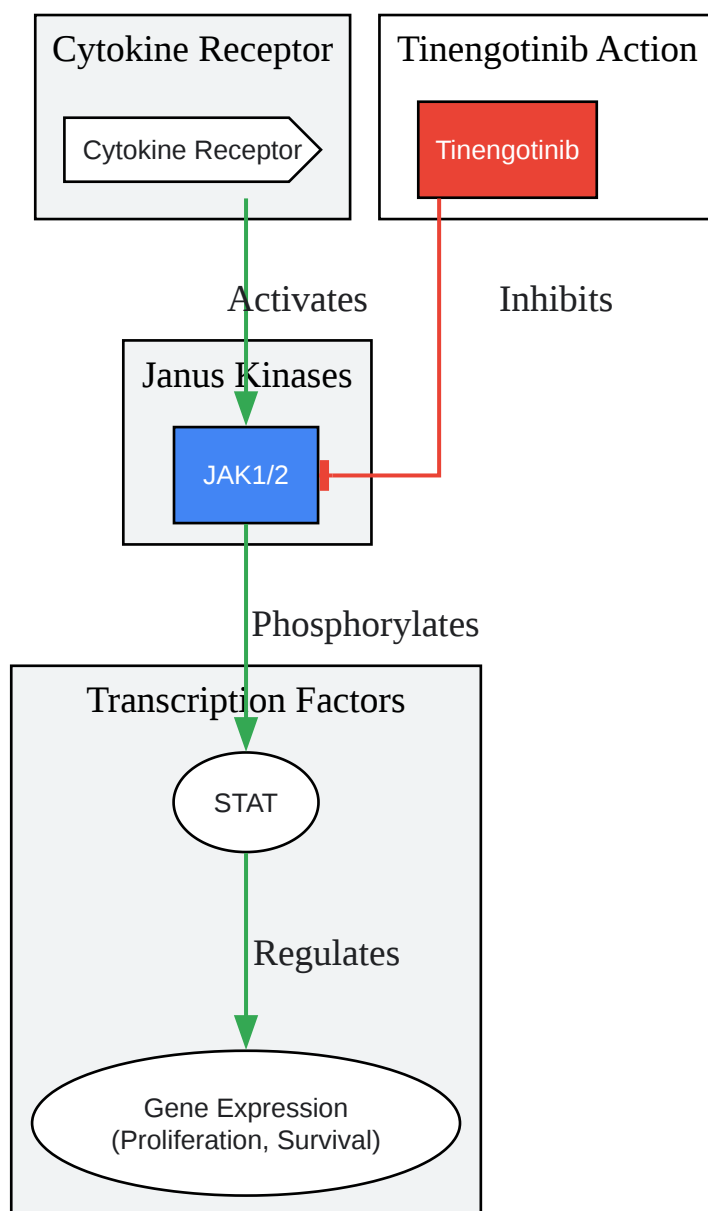 Cytokine Receptor
Tinengotinib Action
Cytokine Receptor
Tinengotinib
Activates
Inhibits
Janus Kinases
JAK1/2
Phosphorylates
Transcription Factors
STAT
Regulates
Gene Expression
(Proliferation, Survival)